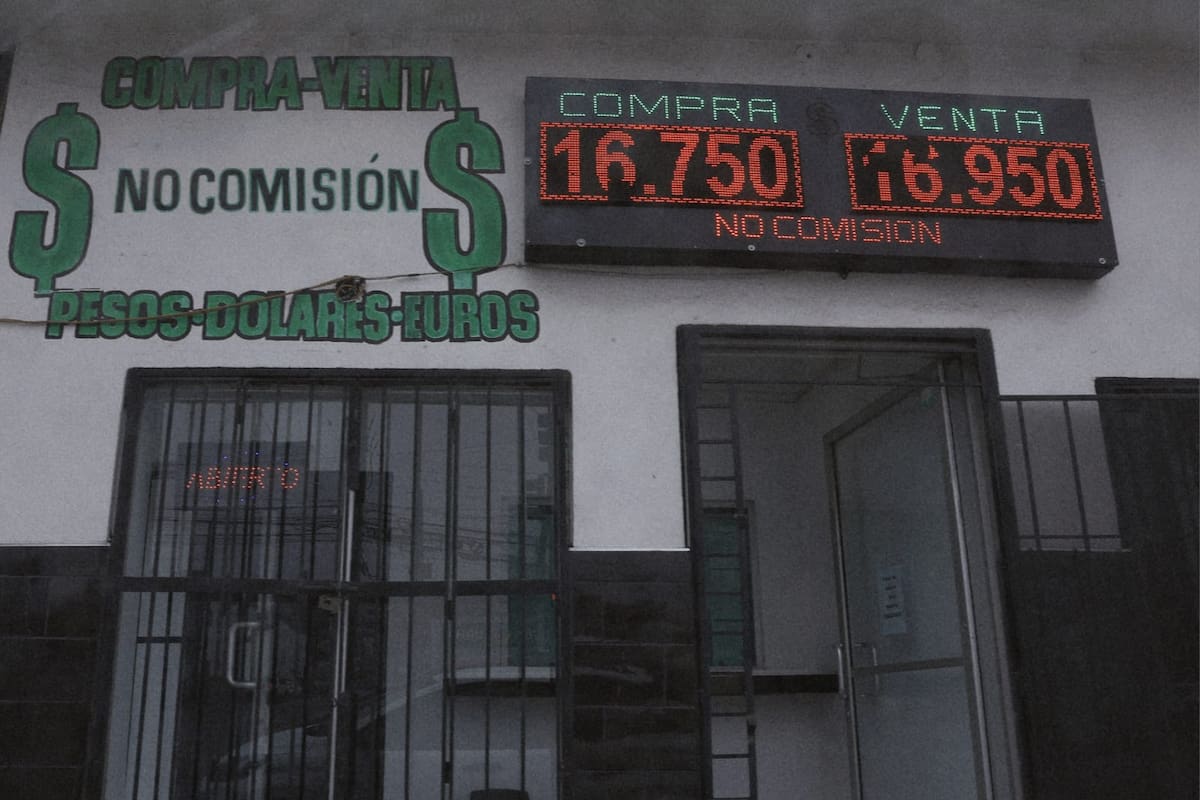 COMPRA-VENTA
$ NO COMISIÓN $
PESOS·DOLARES·EUROS
COMPRA VENTA
16.750 16.950
NO COMISION
ABIERTO